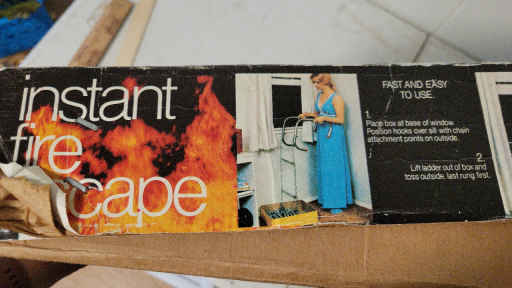 instant
fire
cape
FAST AND EASY
TO USE.
1.
Place box at base of window.
Position hooks over sill with chain
attachment points on outside.
2.
Lift ladder out of box and
toss outside, last rung first.